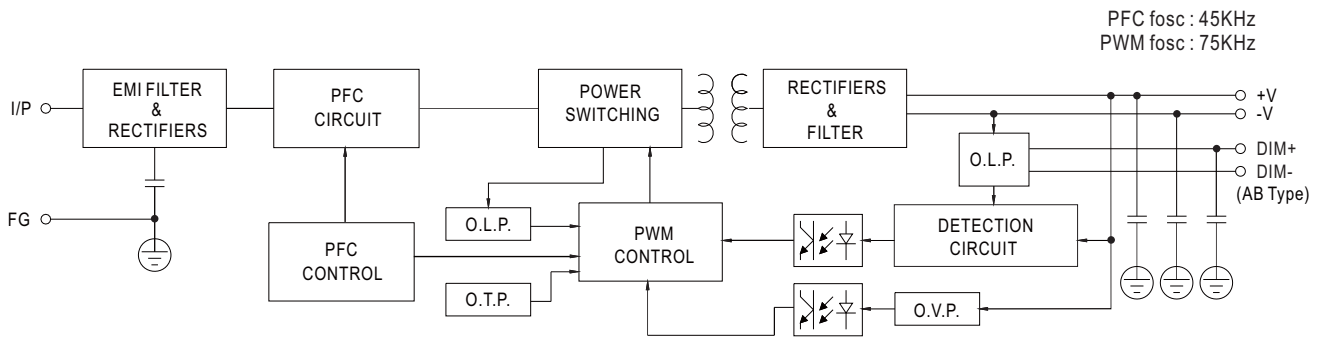 PFC fosc : 45KHz
PWM fosc : 75KHz
I/P
EMI FILTER
&
RECTIFIERS
PFC
CIRCUIT
POWER
SWITCHING
RECTIFIERS
&
FILTER
+V
-V
O.L.P.
DIM+
DIM-
(AB Type)
FG
O.L.P.
PWM
CONTROL
DETECTION
CIRCUIT
PFC
CONTROL
O.T.P.
O.V.P.